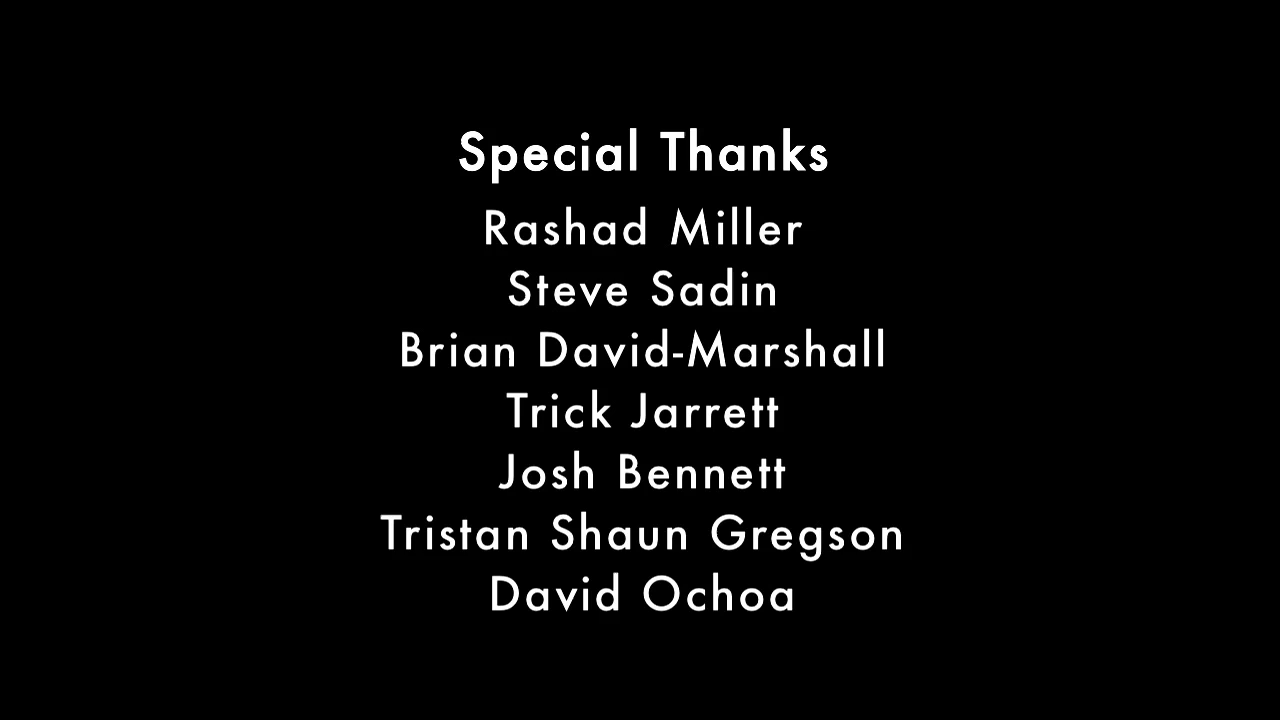 Special Thanks
Rashad Miller
Steve Sadin
Brian David-Marshall
Trick Jarrett
Josh Bennett
Tristan Shaun Gregson
David Ochoa